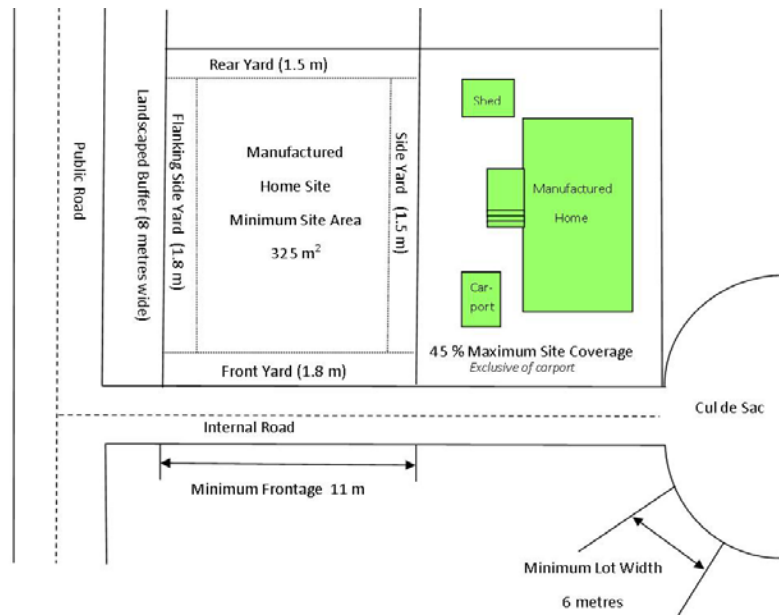 Public Road
Landscaped Buffer (8 metres wide)
Rear Yard (1.5 m)
Flanking Side Yard (1.8 m)
Manufactured
Home Site
Minimum Site Area
325 m²
Side Yard (1.5 m)
Front Yard (1.8 m)
Shed
Manufactured
Home
Car-
port
45 % Maximum Site Coverage
Exclusive of carport
Cul de Sac
Internal Road
Minimum Frontage 11 m
Minimum Lot Width
6 metres